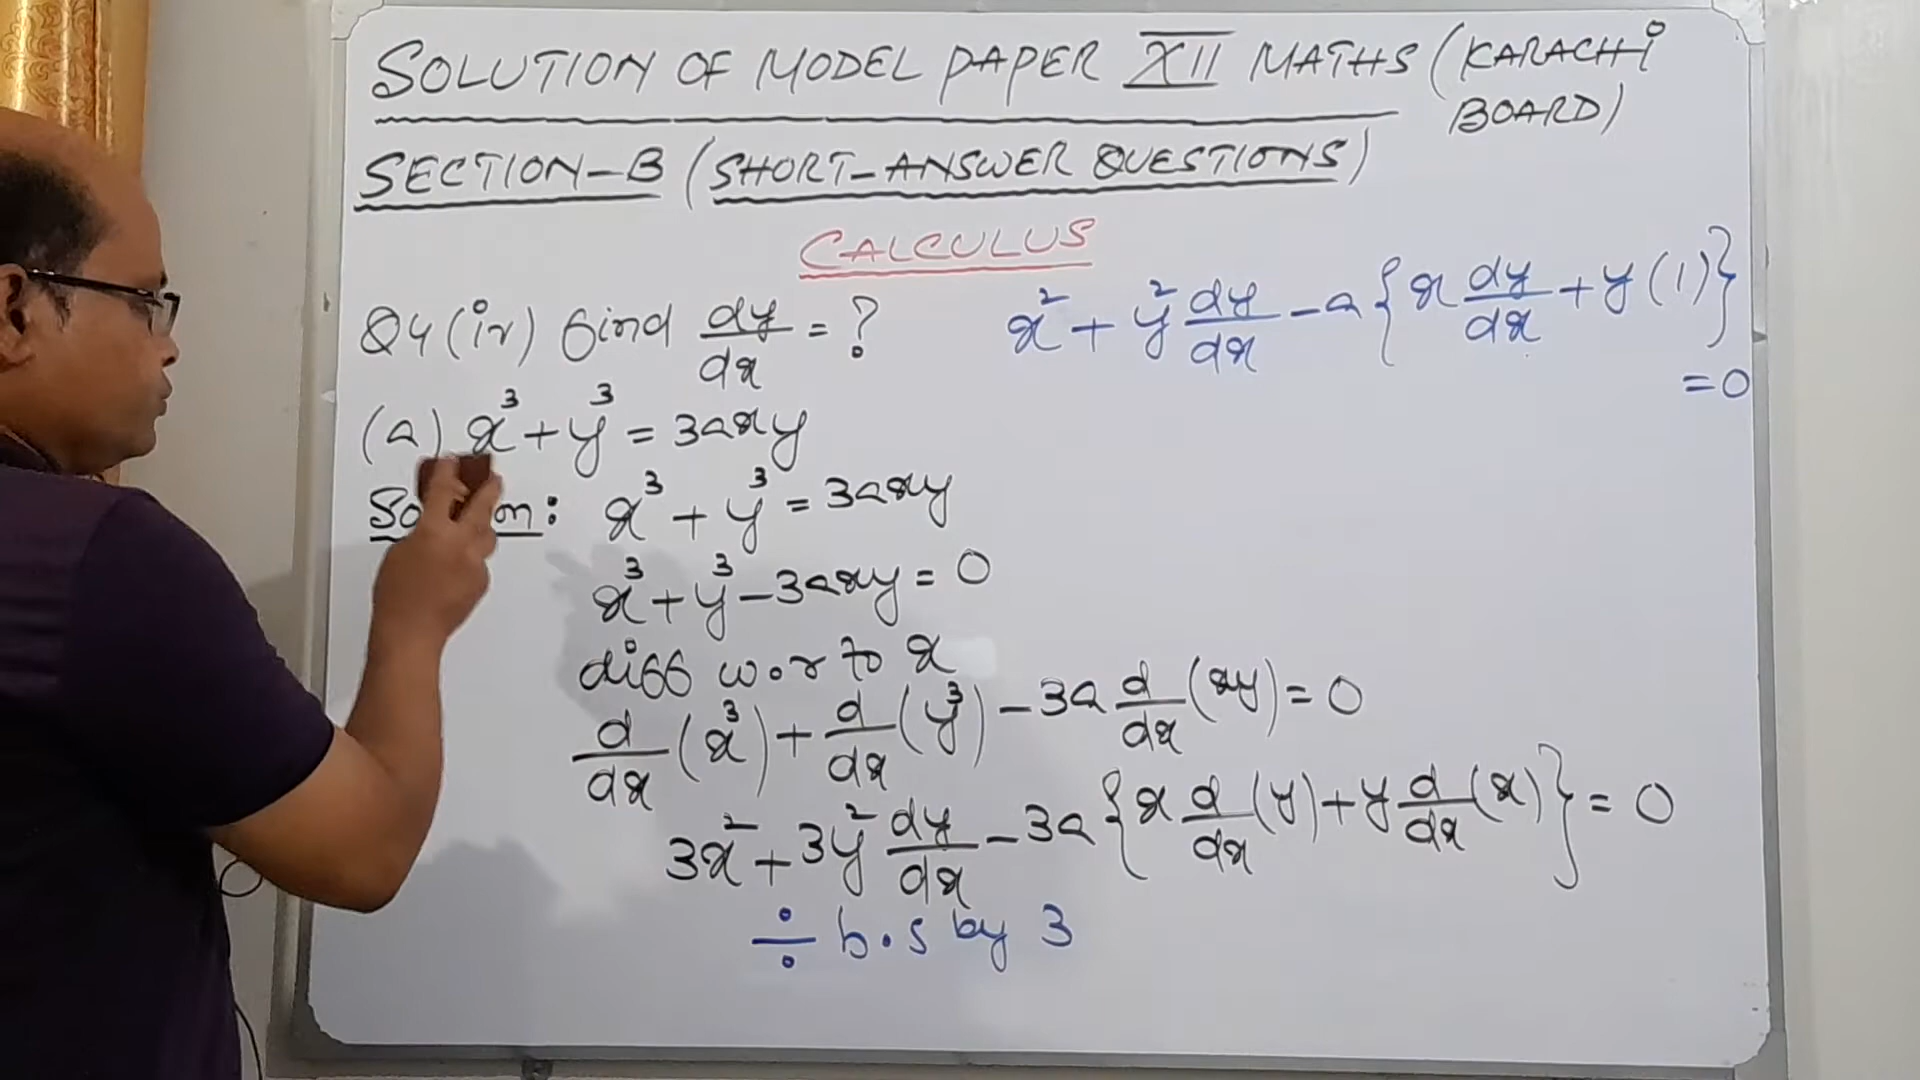 SOLUTION OF MODEL PAPER XII MATHS (KARACHI BOARD)
SECTION-B (SHORT-ANSWER QUESTIONS)
CALCULUS
Q4(iv) find dy/dx = ?
(a) x³ + y³ = 3axy
: x³ + y³ = 3axy
x³ + y³ - 3axy = 0
diff w.r to x
d/dx (x³) + d/dx (y³) - 3a d/dx (xy) = 0
3x² + 3y² dy/dx - 3a {x d/dx (y) + y d/dx (x)} = 0
÷ b.s by 3
x² + y² dy/dx - a {x dy/dx + y (1)}
= 0